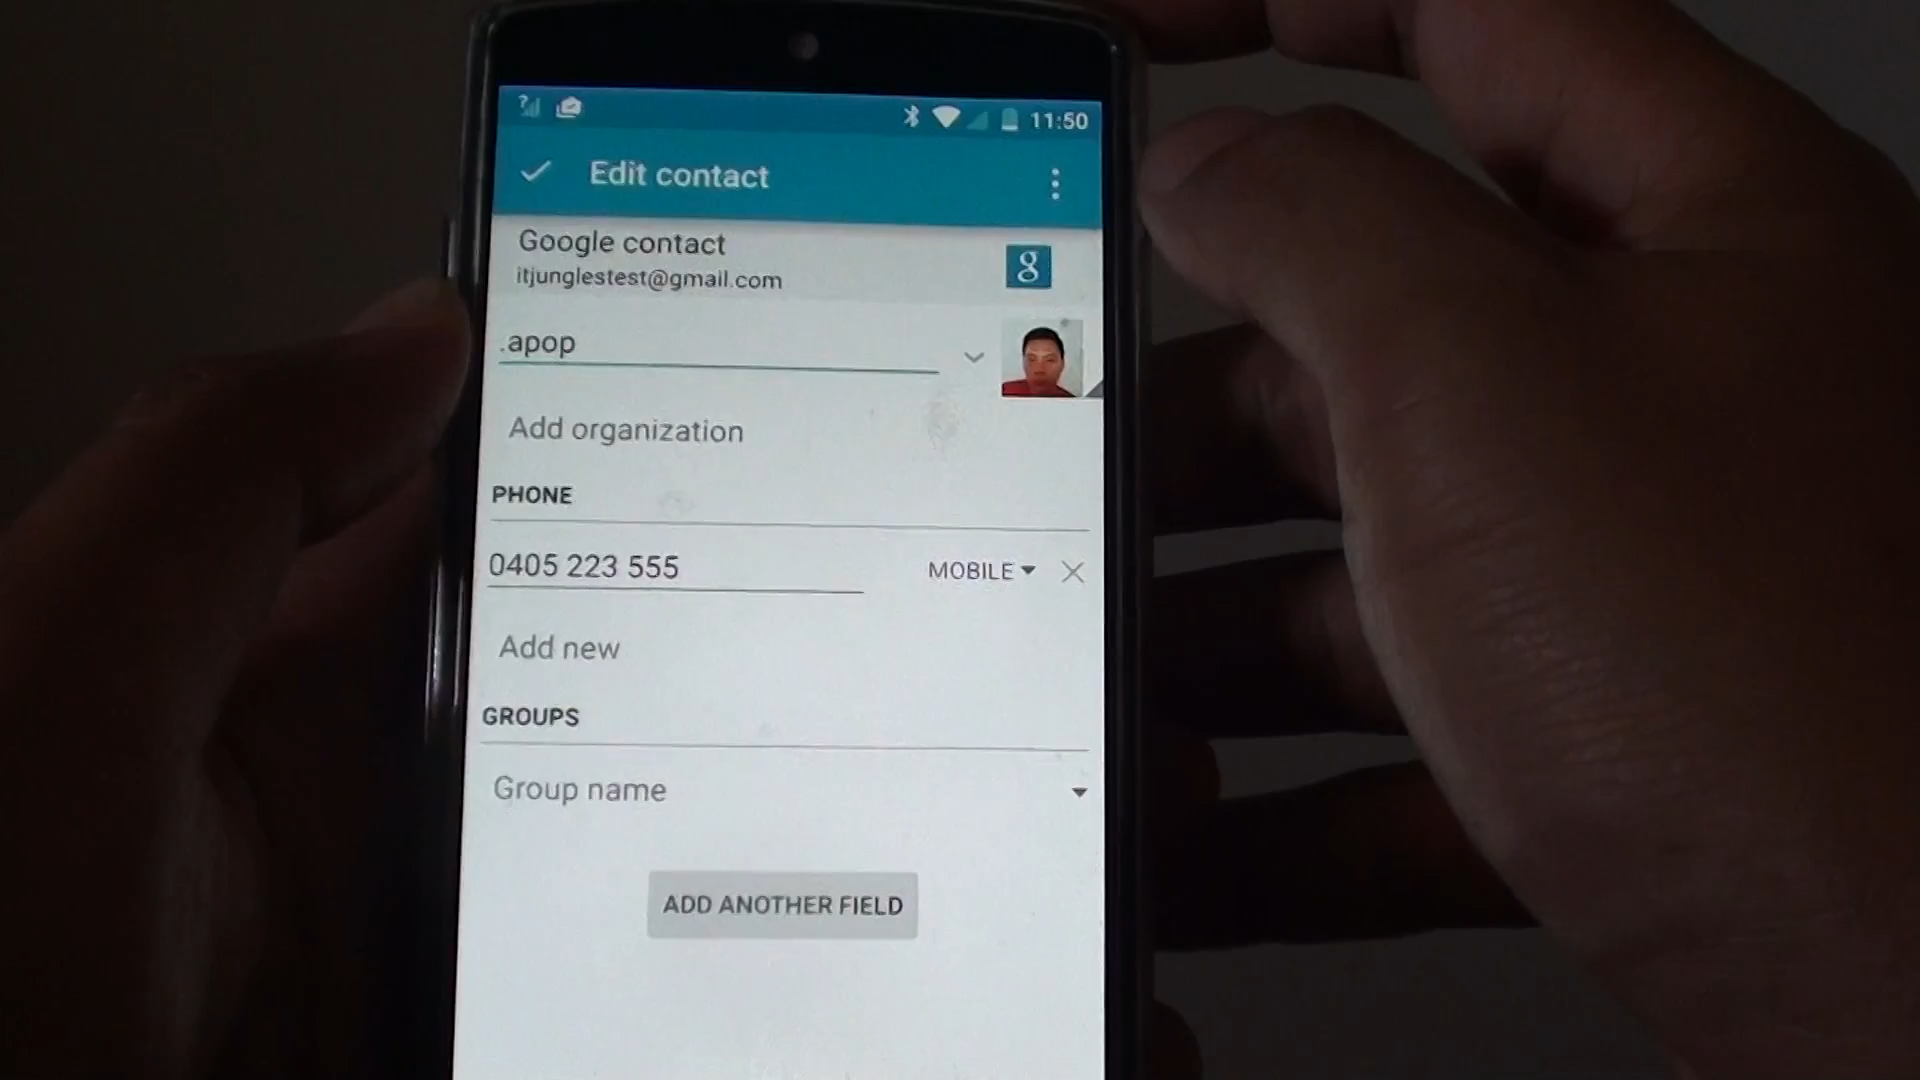 11:50
Edit contact
Google contact
itjunglestest@gmail.com
g
.apop
Add organization
PHONE
0405 223 555 MOBILE
Add new
GROUPS
Group name
ADD ANOTHER FIELD